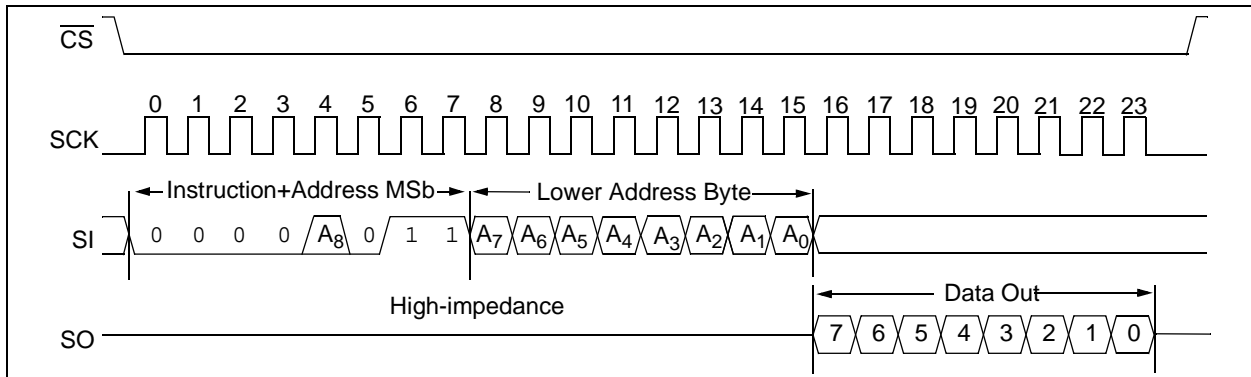 CS
0 1 2 3 4 5 6 7 8 9 10 11 12 13 14 15 16 17 18 19 20 21 22 23
SCK
Instruction+Address MSb Lower Address Byte
SI 0 0 0 0 A8 0 1 1 A7 A6 A5 A4 A3 A2 A1 A0
High-impedance Data Out
SO 7 6 5 4 3 2 1 0